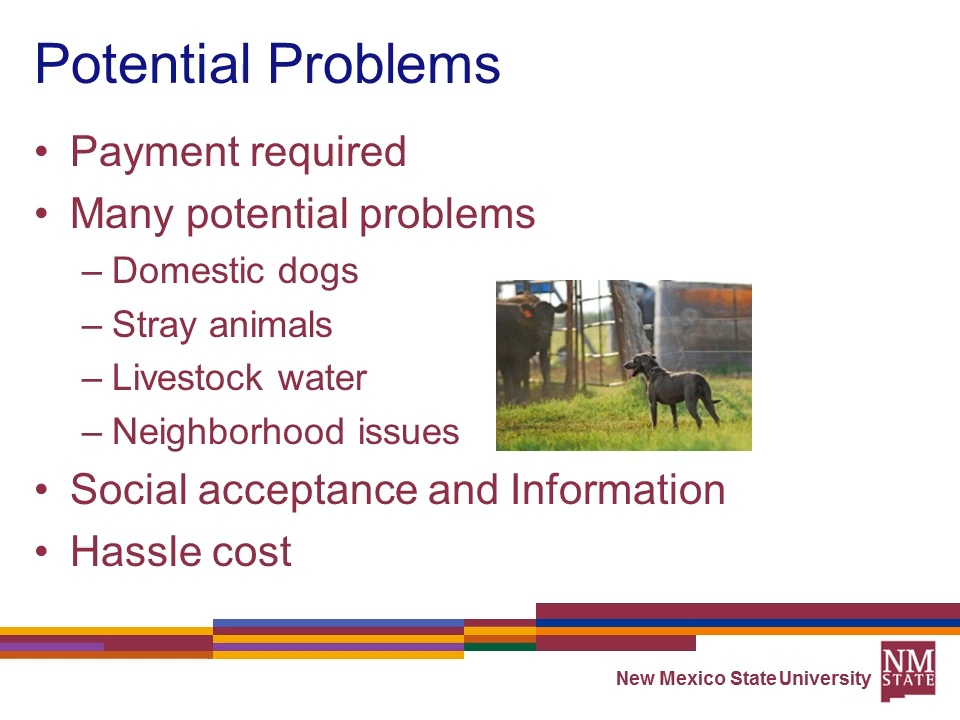 Potential Problems
• Payment required
• Many potential problems
– Domestic dogs
– Stray animals
– Livestock water
– Neighborhood issues
• Social acceptance and Information
• Hassle cost
New Mexico State University
NM
STATE